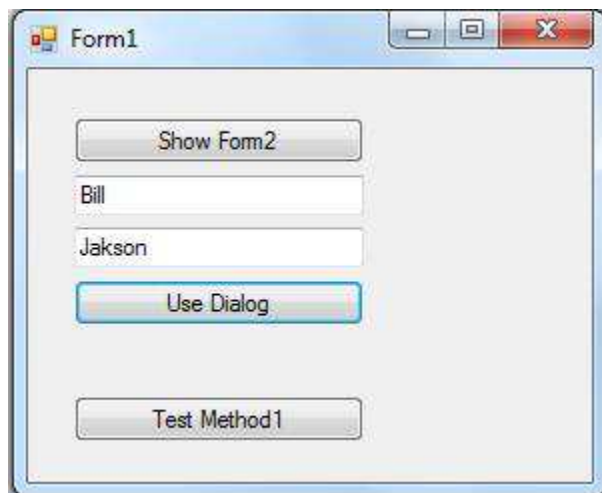 Form1
Show Form2
Bill
Jakson
Use Dialog
Test Method1